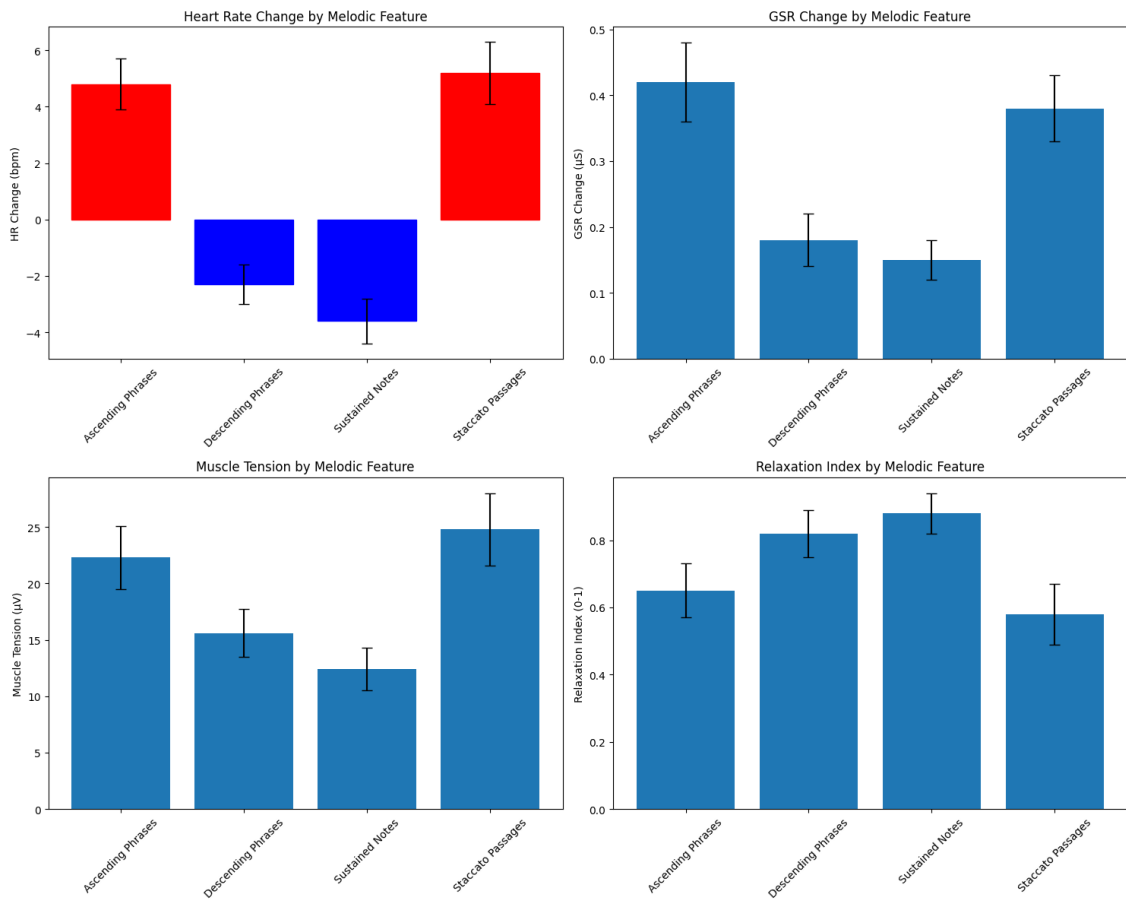 Heart Rate Change by Melodic Feature
HR Change (bpm)
6
4
2
0
−2
−4
Ascending Phrases
Descending Phrases
Sustained Notes
Staccato Passages
GSR Change by Melodic Feature
GSR Change (µS)
0.5
0.4
0.3
0.2
0.1
0.0
Ascending Phrases
Descending Phrases
Sustained Notes
Staccato Passages
Muscle Tension by Melodic Feature
Muscle Tension (µV)
25
20
15
10
5
0
Ascending Phrases
Descending Phrases
Sustained Notes
Staccato Passages
Relaxation Index by Melodic Feature
Relaxation Index (0-1)
0.8
0.6
0.4
0.2
0.0
Ascending Phrases
Descending Phrases
Sustained Notes
Staccato Passages